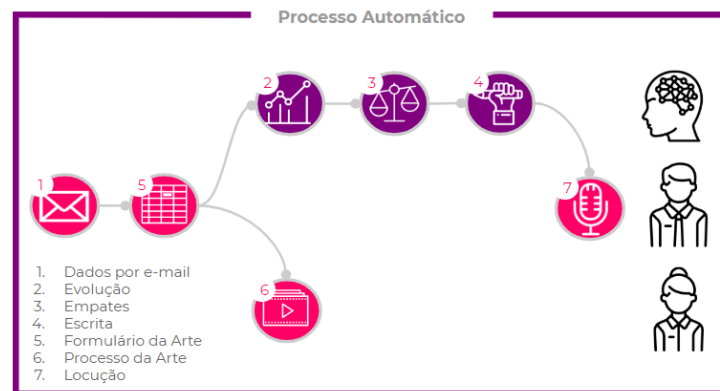 Processo Automático
2
3
4
1
5
7
6
1. Dados por e-mail
2. Evolução
3. Empates
4. Escrita
5. Formulário da Arte
6. Processo da Arte
7. Locução